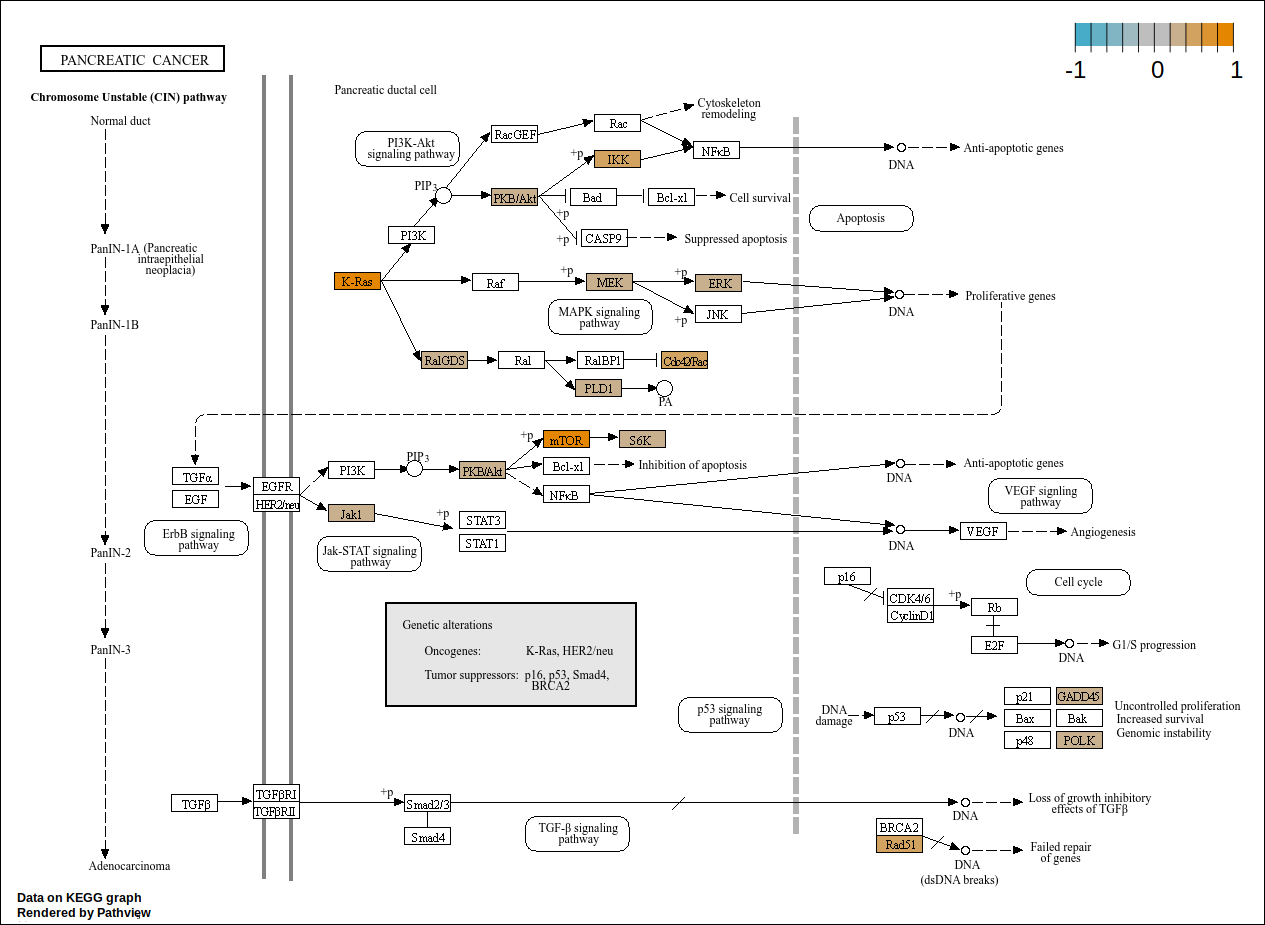 PANCREATIC CANCER
-1 0 1
Chromosome Unstable (CIN) pathway
Normal duct
PanIN-1A (Pancreatic
intraepithelial
neoplacia)
PanIN-1B
PanIN-2
PanIN-3
Adenocarcinoma
Pancreatic ductal cell
PI3K-Akt
signaling pathway
RacGEF
Rac
Cytoskeleton
remodeling
+p
IKK
NFκB
DNA
Anti-apoptotic genes
PIP3
PKB/Akt
Bad
Bcl-xl
Cell survival
+p
+p
CASP9
Suppressed apoptosis
Apoptosis
PI3K
K-Ras
Raf
+p
MEK
+p
ERK
DNA
Proliferative genes
MAPK signaling
pathway
+p
JNK
RalGDS
Ral
RalBP1
Cdc42/Rac
PLD1
PA
TGFα
EGF
EGFR
HER2/neu
ErbB signaling
pathway
PI3K
PIP3
PKB/Akt
+p
mTOR
S6K
Bcl-xl
Inhibition of apoptosis
NFκB
DNA
Anti-apoptotic genes
VEGF signling
pathway
Jak1
+p
STAT3
STAT1
DNA
VEGF
Angiogenesis
Jak-STAT signaling
pathway
p16
CDK4/6
CyclinD1
+p
Rb
E2F
DNA
G1/S progression
Cell cycle
Genetic alterations
Oncogenes: K-Ras, HER2/neu
Tumor suppressors: p16, p53, Smad4,
BRCA2
p53 signaling
pathway
DNA
damage
p53
DNA
p21
GADD45
Bax
Bak
p48
POLK
Uncontrolled proliferation
Increased survival
Genomic instability
TGFβ
TGFβRI
TGFβRII
+p
Smad2/3
Smad4
TGF-β signaling
pathway
DNA
Loss of growth inhibitory
effects of TGFβ
BRCA2
Rad51
DNA
(dsDNA breaks)
Failed repair
of genes
Data on KEGG graph
Rendered by Pathview